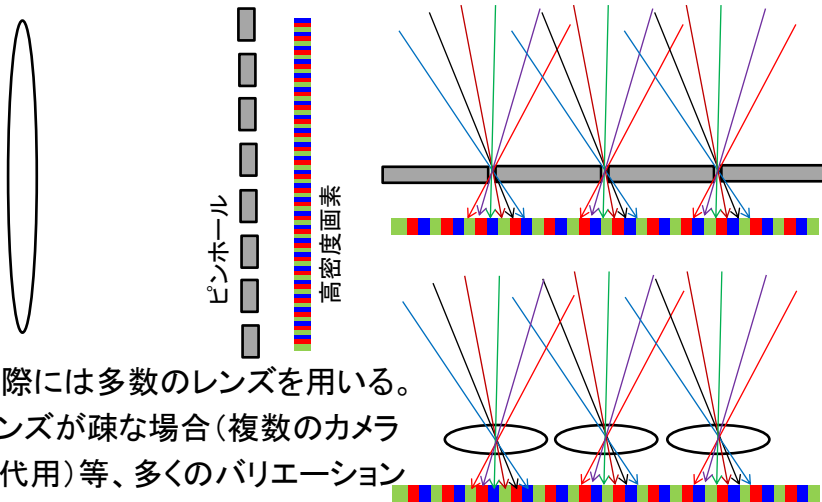 ピンホール
高密度画素
際には多数のレンズを用いる。
ンズが疎な場合(複数のカメラ
代用)等、多くのバリエーション